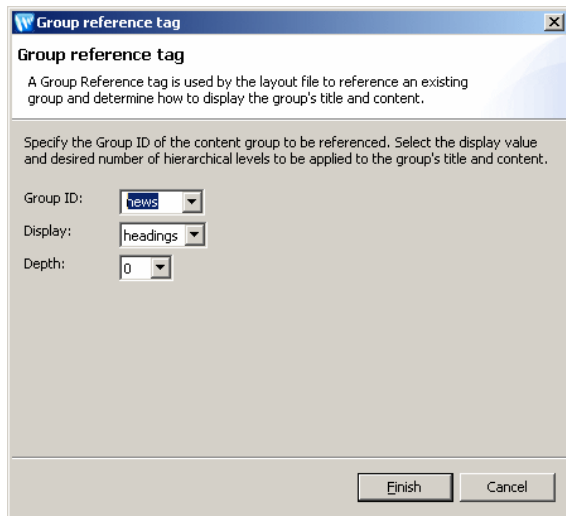 Group reference tag
Group reference tag
A Group Reference tag is used by the layout file to reference an existing
group and determine how to display the group's title and content.
Specify the Group ID of the content group to be referenced. Select the display value
and desired number of hierarchical levels to be applied to the group's title and content.
Group ID: news
Display: headings
Depth: 0
Finish Cancel